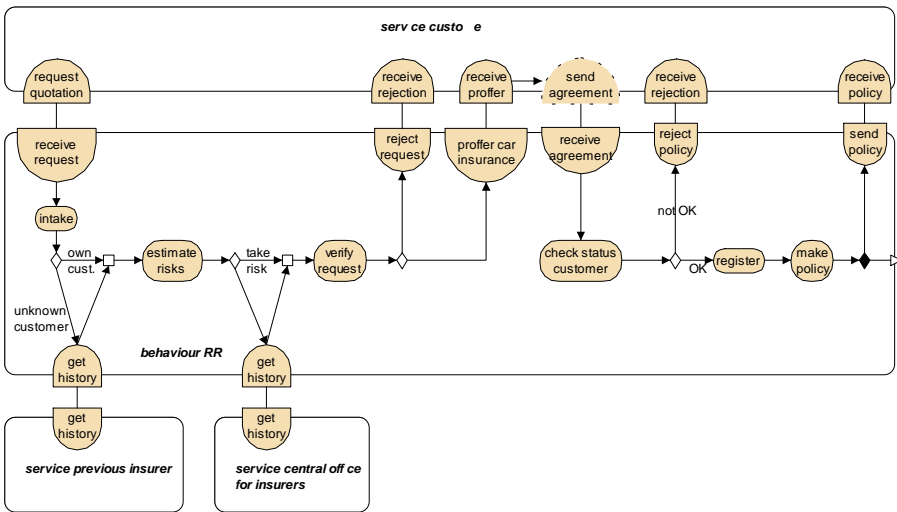 serv ce custo e
request
quotation
receive
rejection
receive
proffer
send
agreement
receive
rejection
receive
policy
receive
request
reject
request
proffer car
insurance
receive
agreement
reject
policy
send
policy
intake
not OK
own
cust.
estimate
risks
take
risk
verify
request
check status
customer
OK
register
make
policy
unknown
customer
behaviour RR
get
history
get
history
get
history
get
history
service previous insurer
service central off ce
for insurers